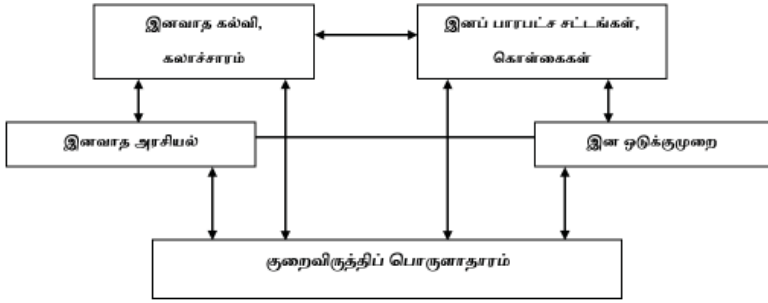 இனவாத கல்வி,
கலாச்சாரம்
இனப் பாரபட்ச சட்டங்கள்,
கொள்கைகள்
இனவாத அரசியல்
இன ஒடுக்குமுறை
குறைவிருத்திப் பொருளாதாரம்